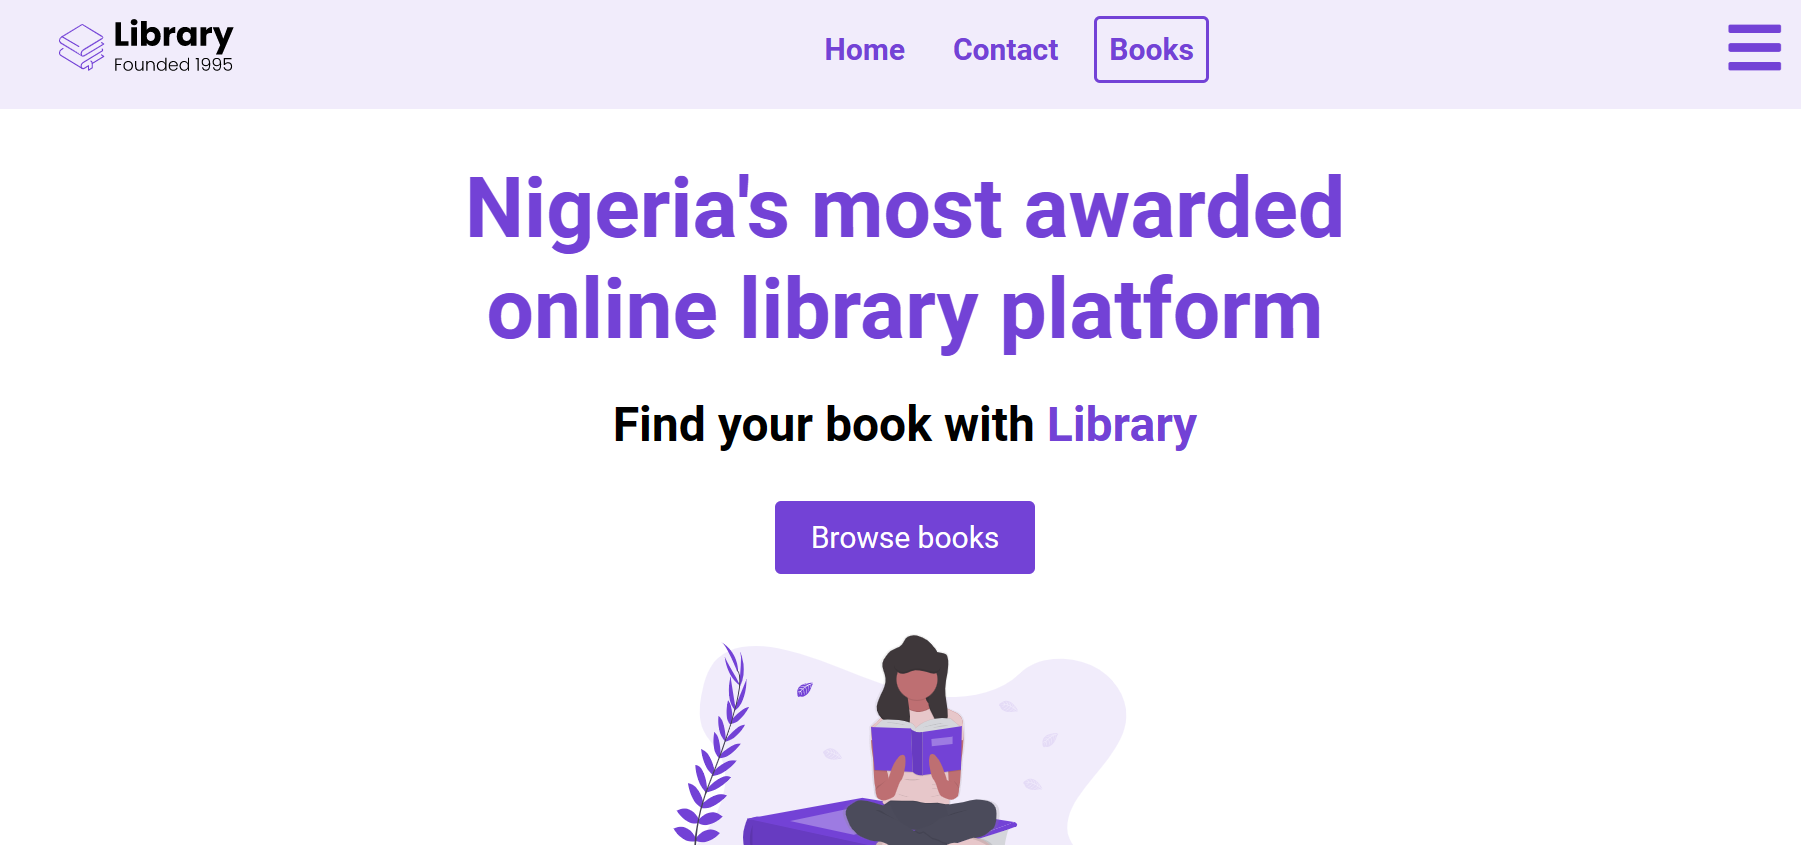 Library
Founded 1995
Home
Contact
Books
Nigeria's most awarded
online library platform
Find your book with Library
Browse books